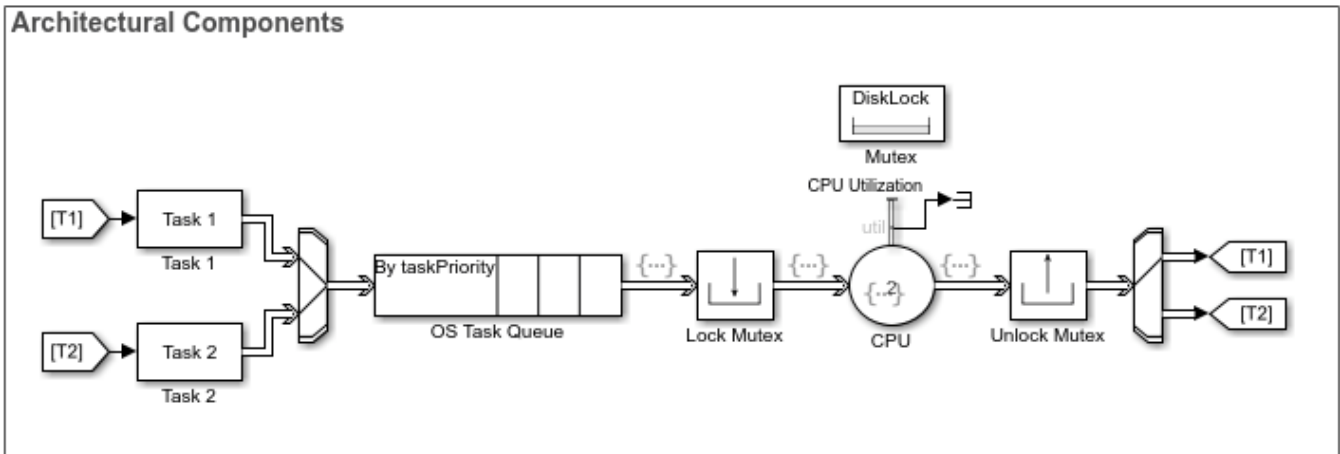 Architectural Components
DiskLock
Mutex
CPU Utilization
util
[T1]
Task 1
Task 1
[T2]
Task 2
Task 2
By taskPriority
OS Task Queue
{...}
Lock Mutex
{...}
2
{...}
CPU
{...}
Unlock Mutex
[T1]
[T2]